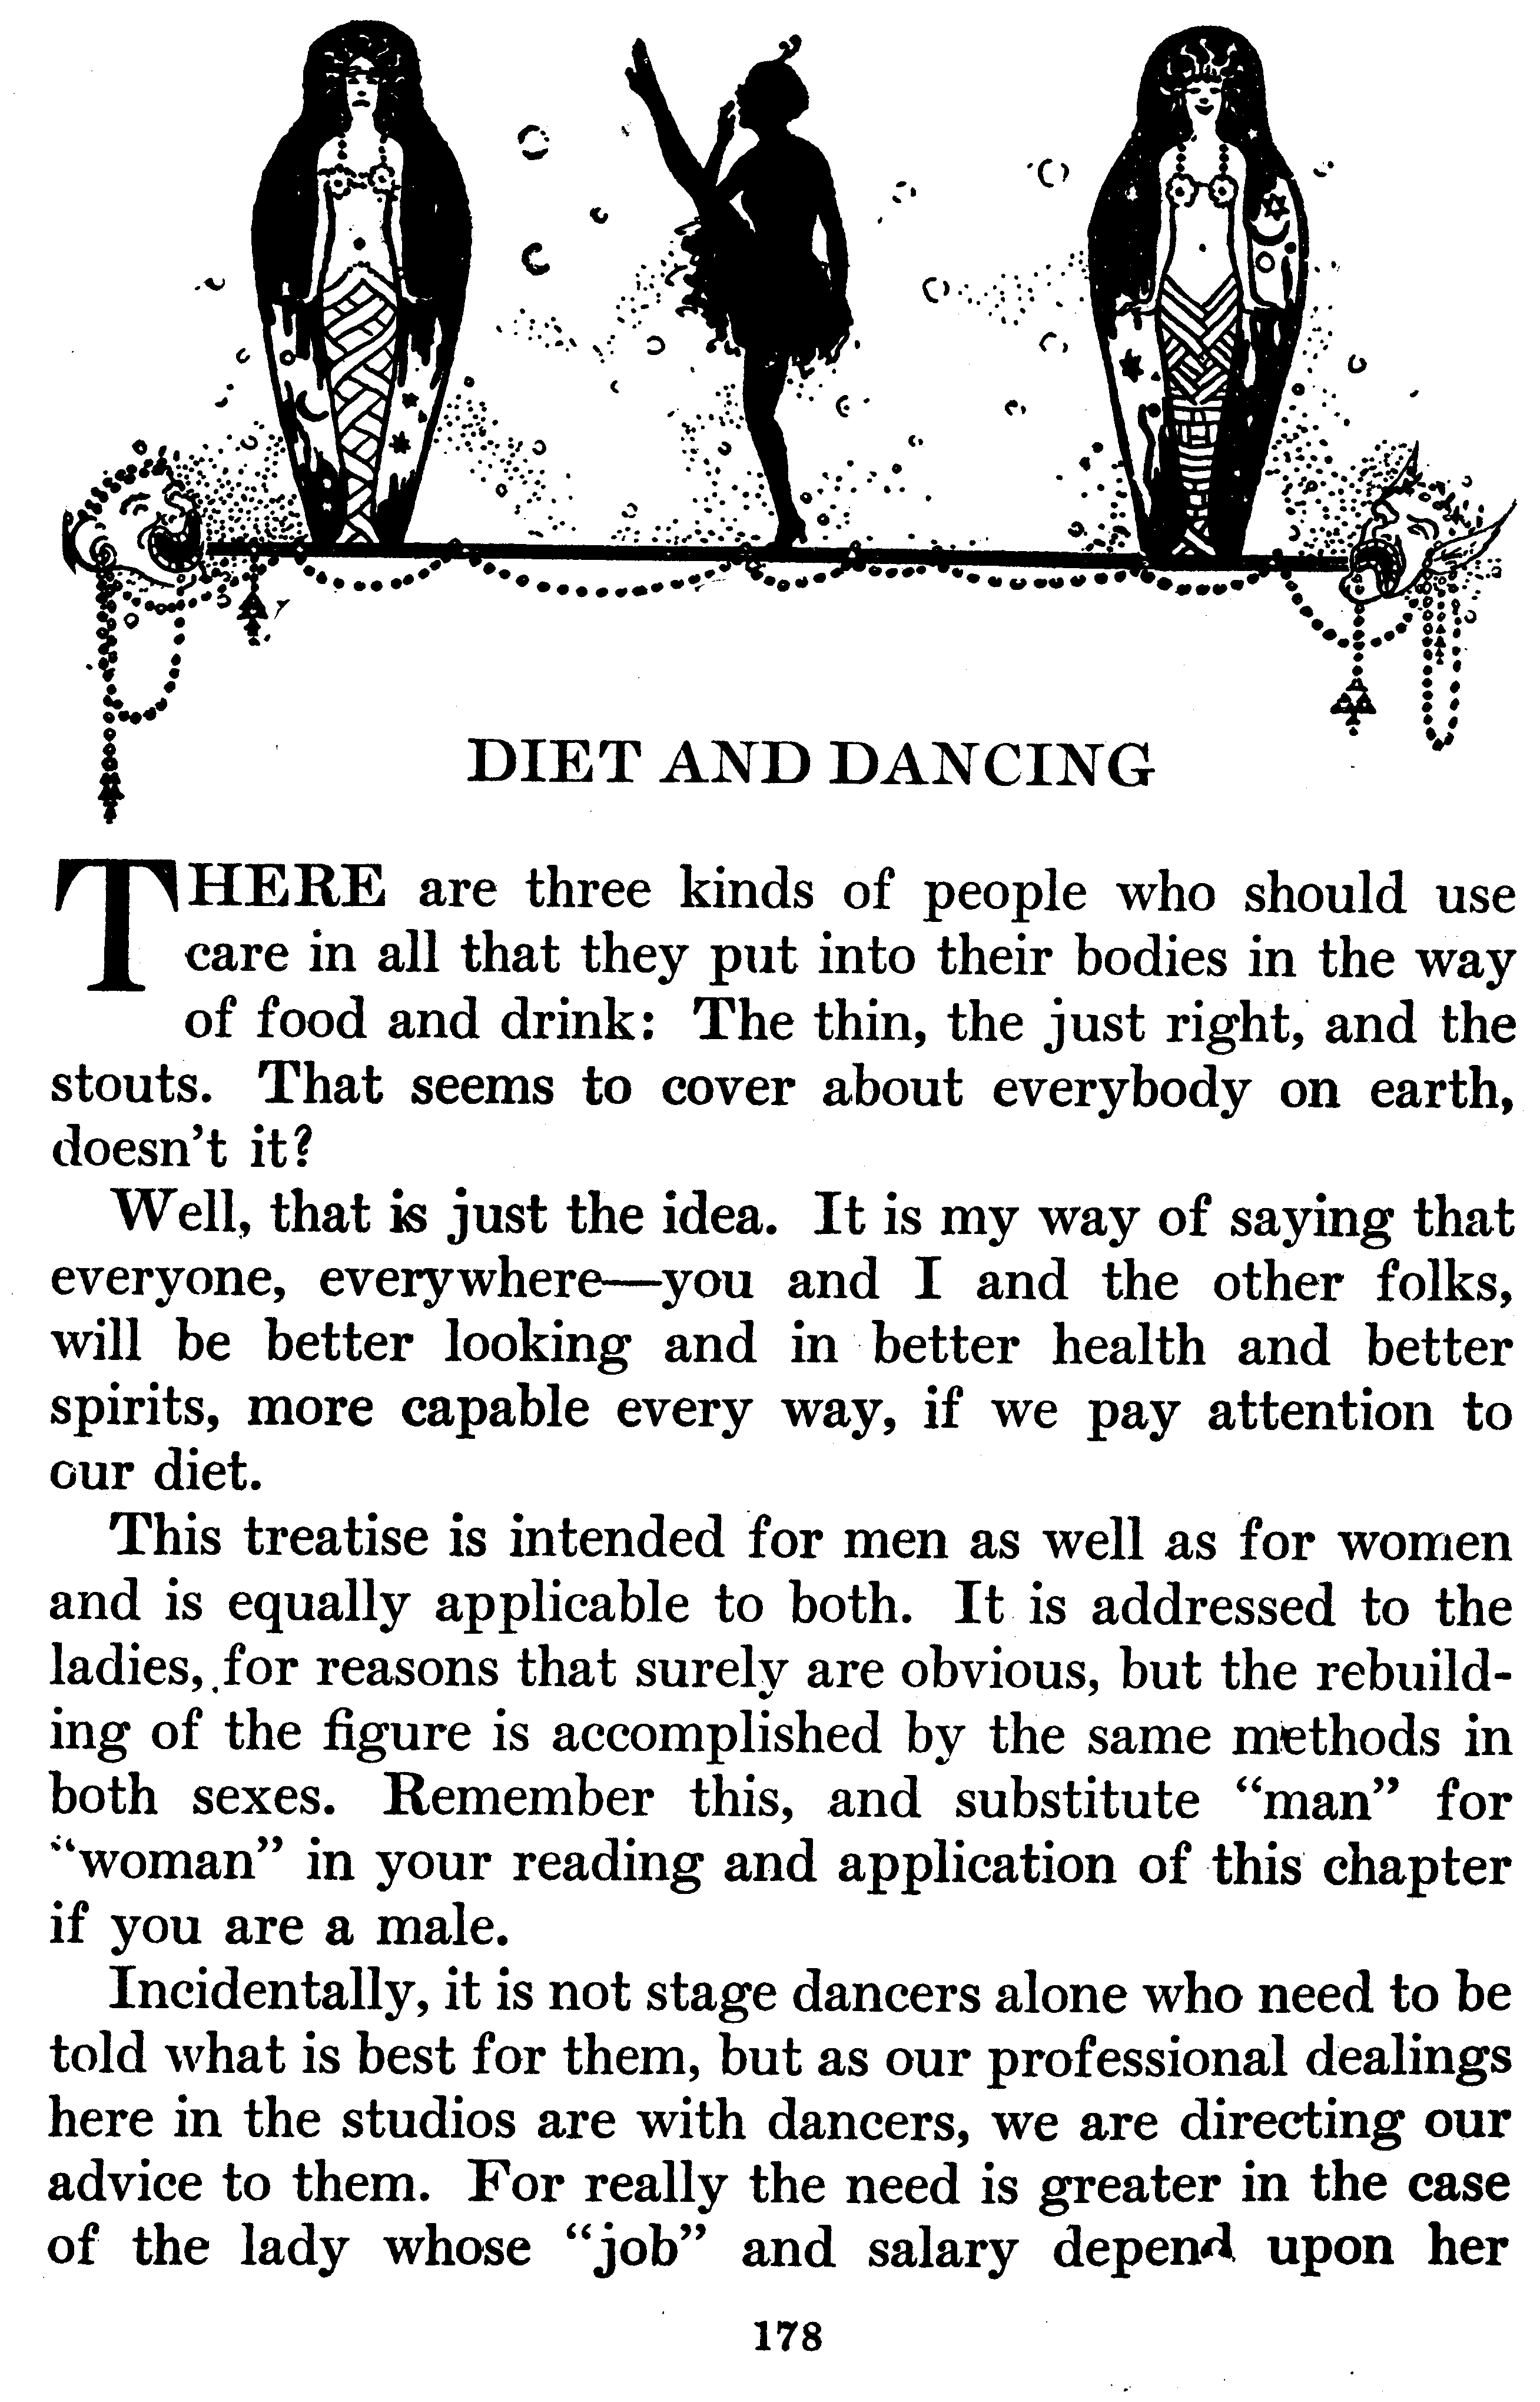 DIET AND DANCING
THERE are three kinds of people who should use
care in all that they put into their bodies in the way
of food and drink: The thin, the just right, and the
stouts. That seems to cover about everybody on earth,
doesn't it?
Well, that is just the idea. It is my way of saying that
everyone, everywhere—you and I and the other folks,
will be better looking and in better health and better
spirits, more capable every way, if we pay attention to
our diet.
This treatise is intended for men as well as for women
and is equally applicable to both. It is addressed to the
ladies, for reasons that surely are obvious, but the rebuild-
ing of the figure is accomplished by the same methods in
both sexes. Remember this, and substitute “man” for
“woman” in your reading and application of this chapter
if you are a male.
Incidentally, it is not stage dancers alone who need to be
told what is best for them, but as our professional dealings
here in the studios are with dancers, we are directing our
advice to them. For really the need is greater in the case
of the lady whose “job” and salary depend upon her
178